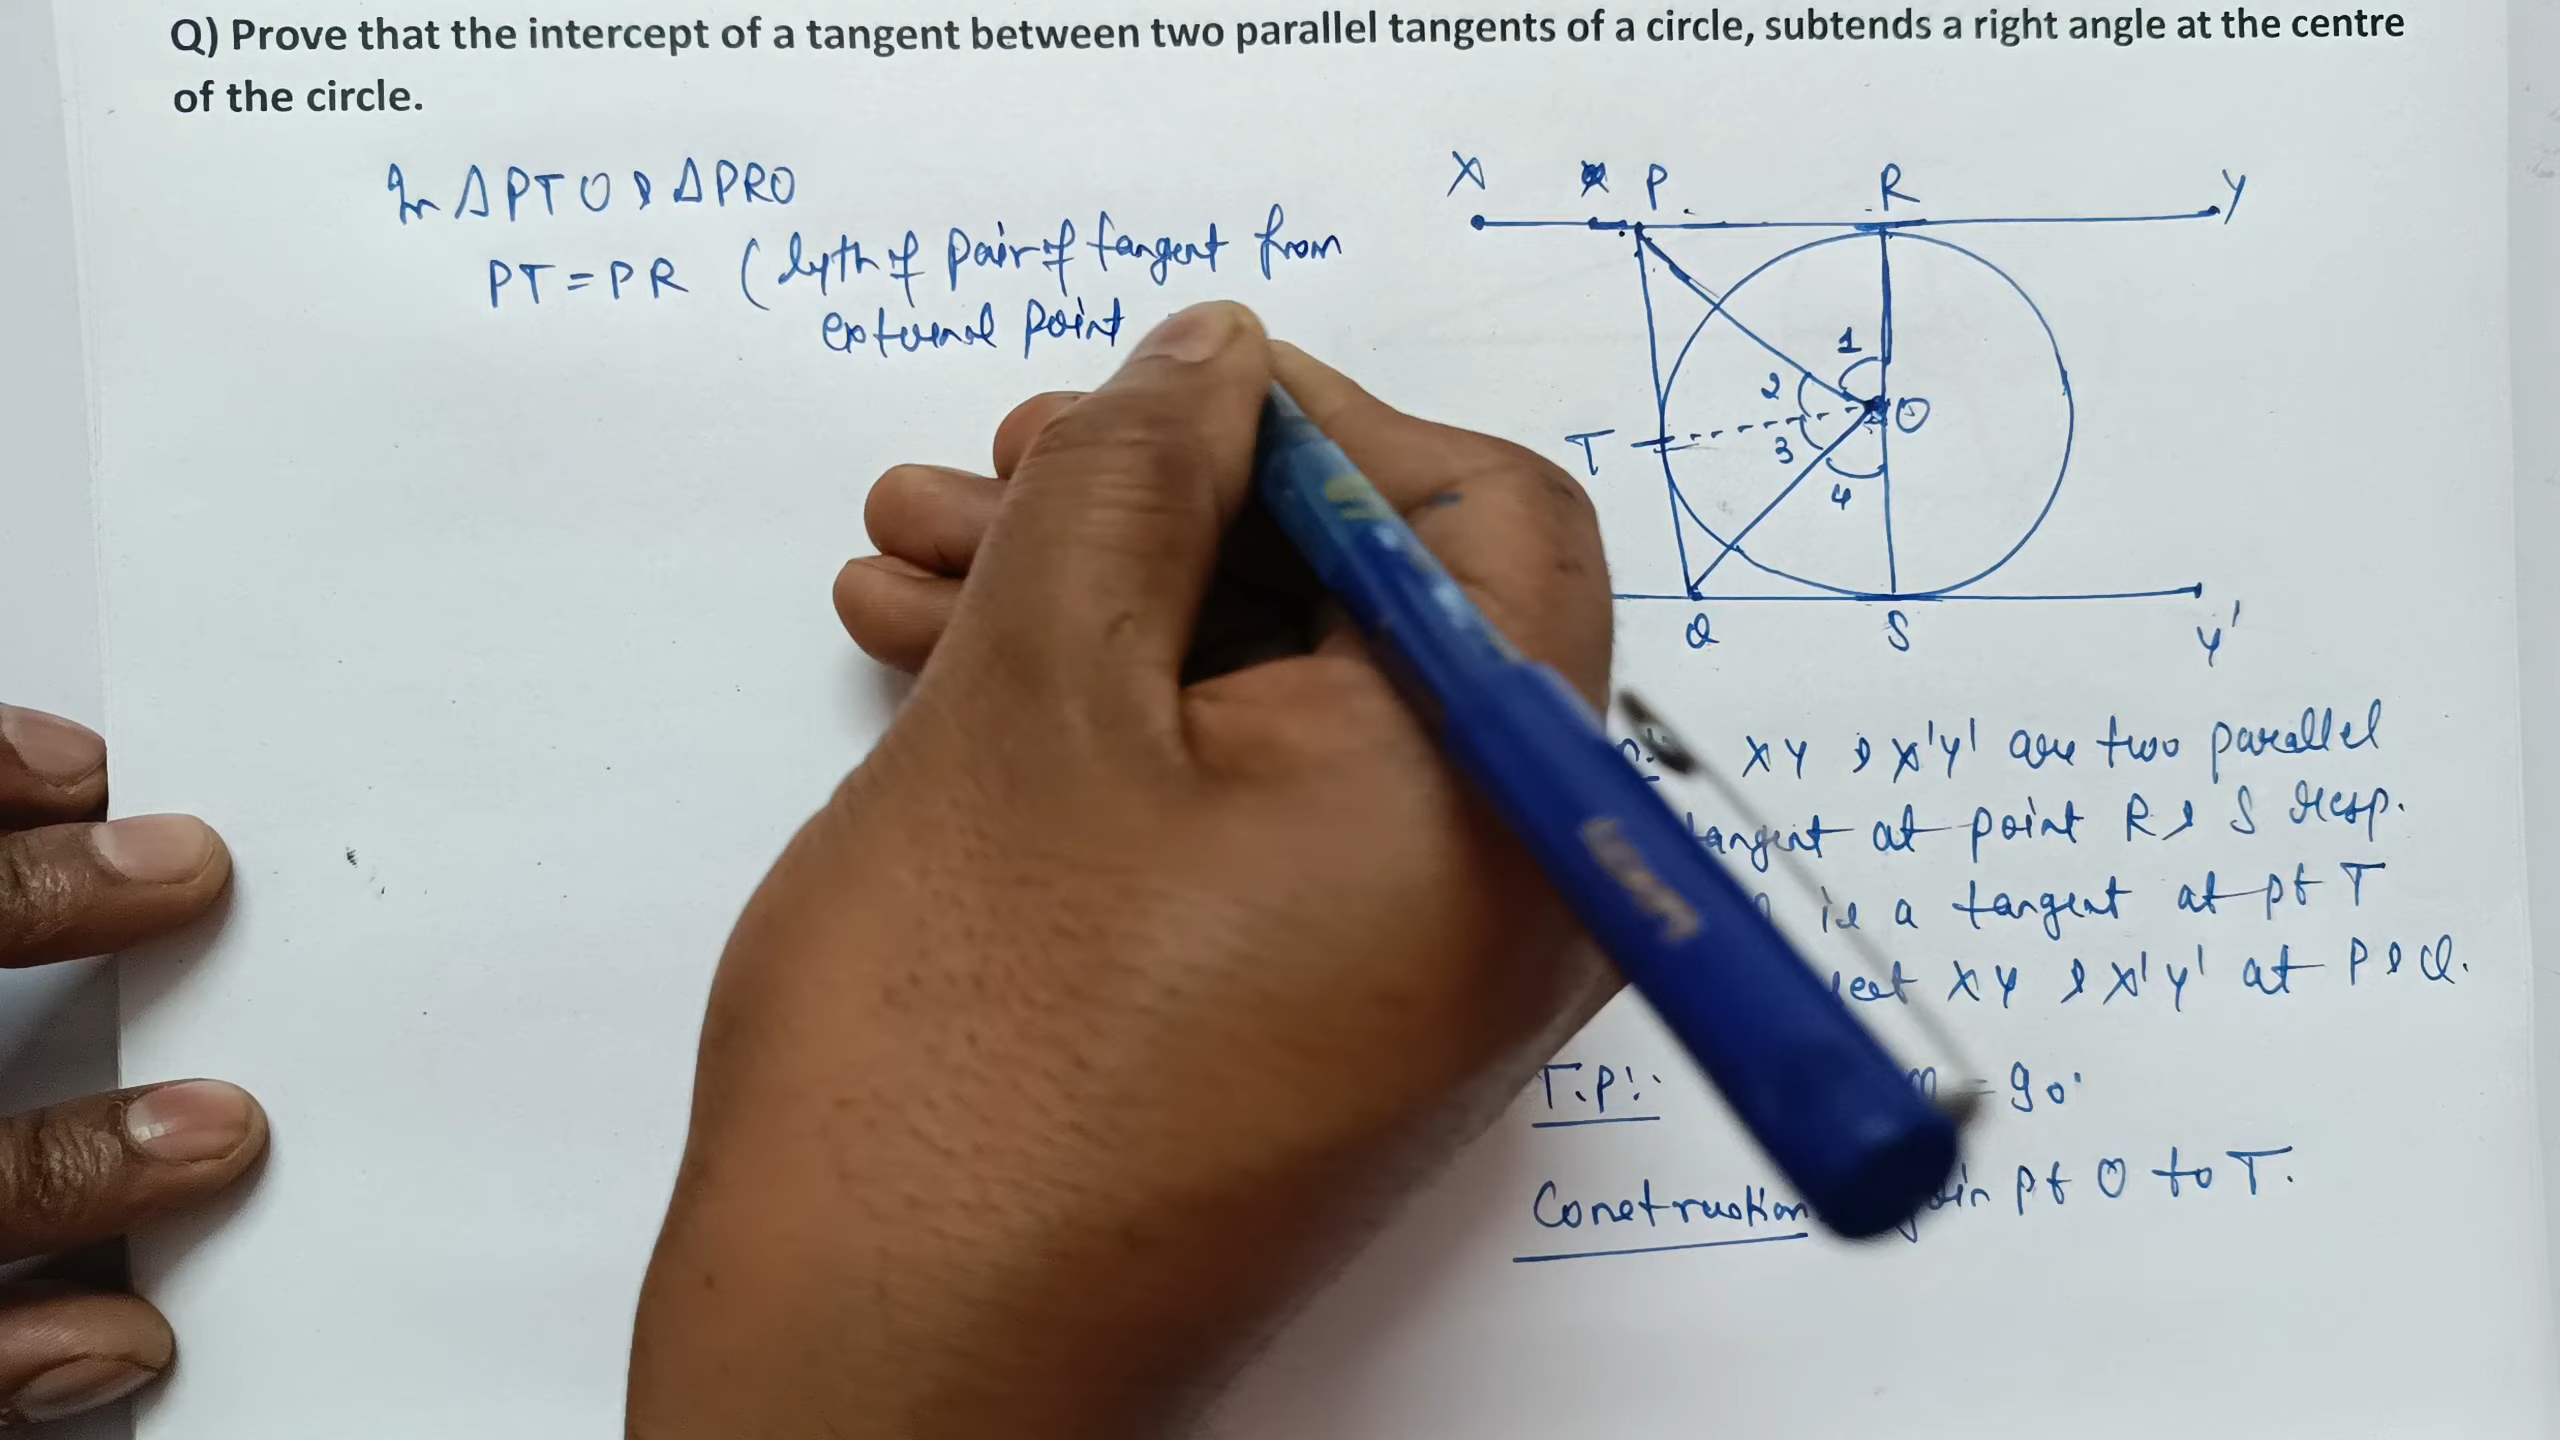 Q) Prove that the intercept of a tangent between two parallel tangents of a circle, subtends a right angle at the centre
of the circle.
In ΔPTO & ΔPRO
PT = PR (lgth of pair of tangent from
external point
X P R Y
1
2
O
T
3
4
Q S Y'
XY & X'Y' are two parallel
tangent at point R & S resp.
is a tangent at pt T
XY & X'Y' at P & Q.
T.P:- = 90°
Construction pt O to T.